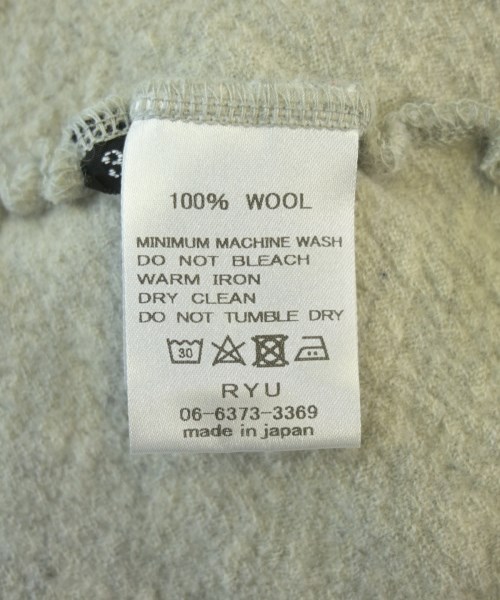 3
100% WOOL
MINIMUM MACHINE WASH
DO NOT BLEACH
WARM IRON
DRY CLEAN
DO NOT TUMBLE DRY
30
RYU
06-6373-3369
made in japan